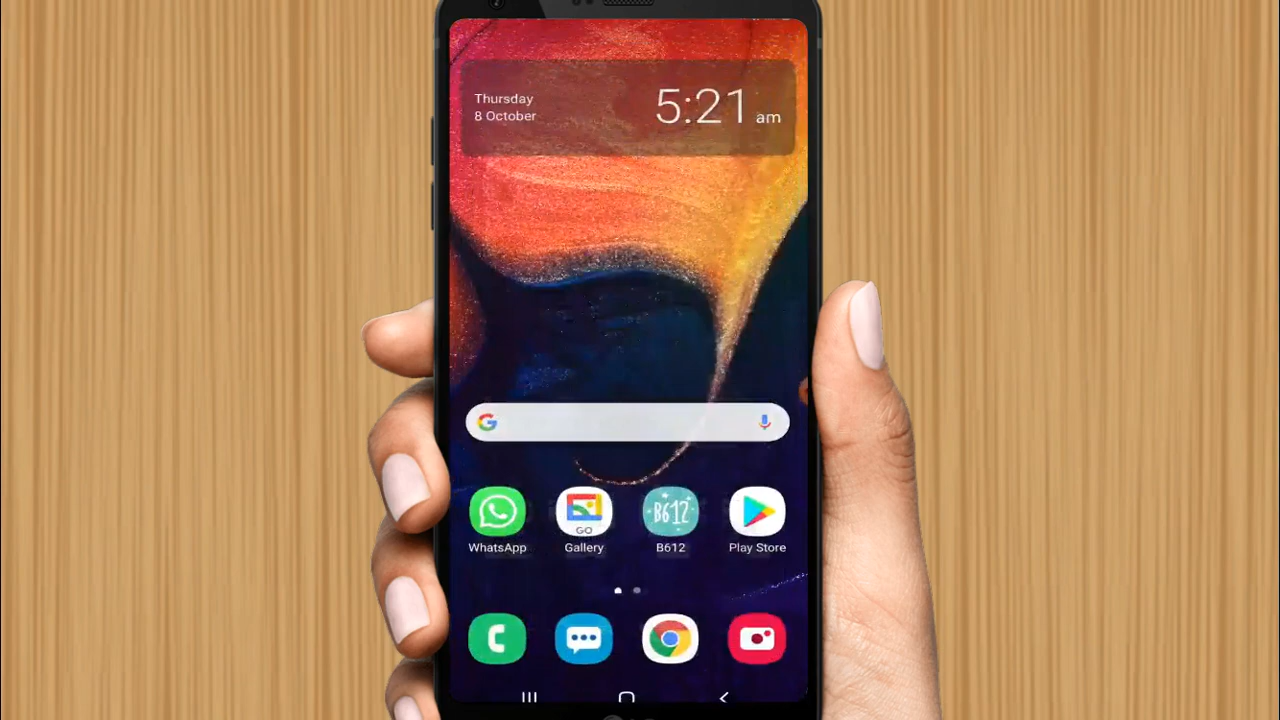 Thursday
8 October
5:21 am
GO
B612
WhatsApp
Gallery
B612
Play Store